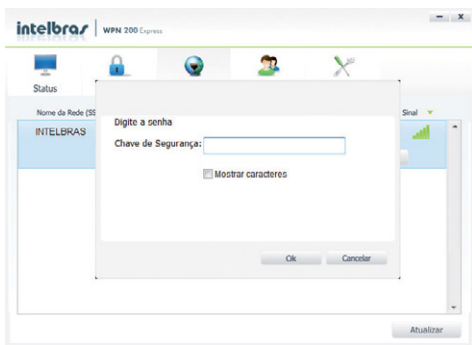 intelbras WPN 200 Express
Status
Nome da Rede (SS Sinal
INTELBRAS
Digite a senha
Chave de Segurança:
Mostrar caracteres
Ok Cancelar
Atualizar